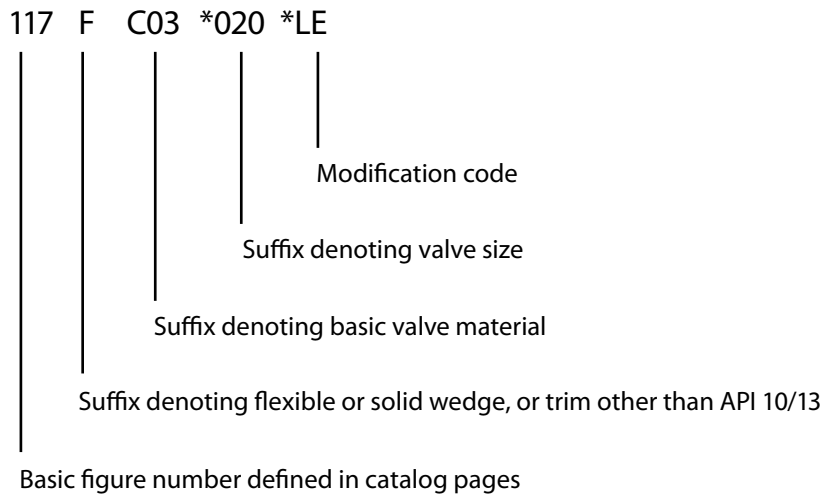 117 F C03 *020 *LE
Modification code
Suffix denoting valve size
Suffix denoting basic valve material
Suffix denoting flexible or solid wedge, or trim other than API 10/13
Basic figure number defined in catalog pages